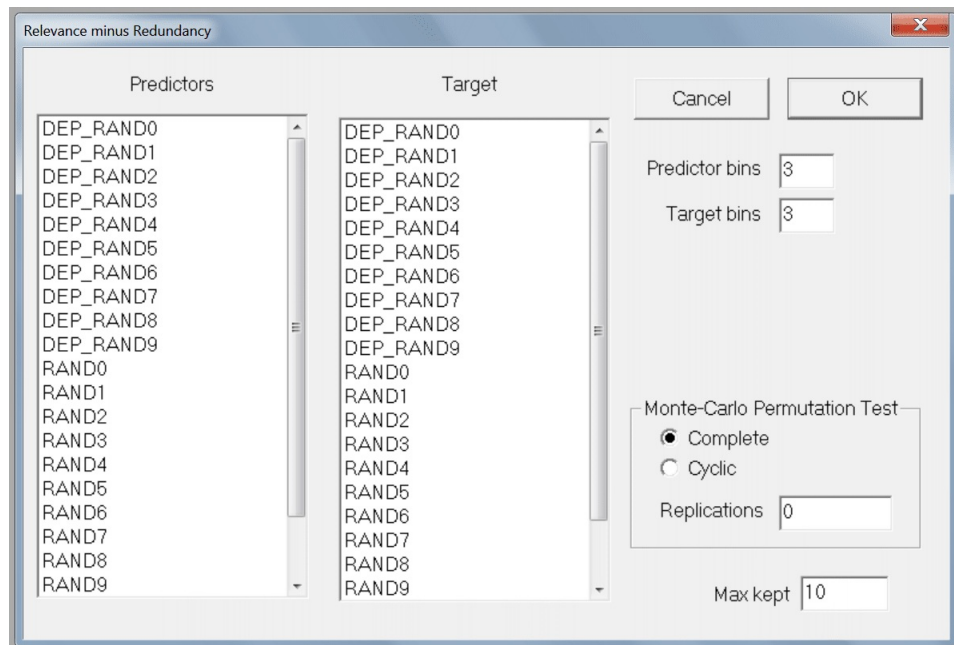 Relevance minus Redundancy
Predictors
DEP_RAND0
DEP_RAND1
DEP_RAND2
DEP_RAND3
DEP_RAND4
DEP_RAND5
DEP_RAND6
DEP_RAND7
DEP_RAND8
DEP_RAND9
RAND0
RAND1
RAND2
RAND3
RAND4
RAND5
RAND6
RAND7
RAND8
RAND9
Target
DEP_RAND0
DEP_RAND1
DEP_RAND2
DEP_RAND3
DEP_RAND4
DEP_RAND5
DEP_RAND6
DEP_RAND7
DEP_RAND8
DEP_RAND9
RAND0
RAND1
RAND2
RAND3
RAND4
RAND5
RAND6
RAND7
RAND8
RAND9
Cancel OK
Predictor bins 3
Target bins 3
Monte-Carlo Permutation Test
Complete
Cyclic
Replications 0
Max kept 10